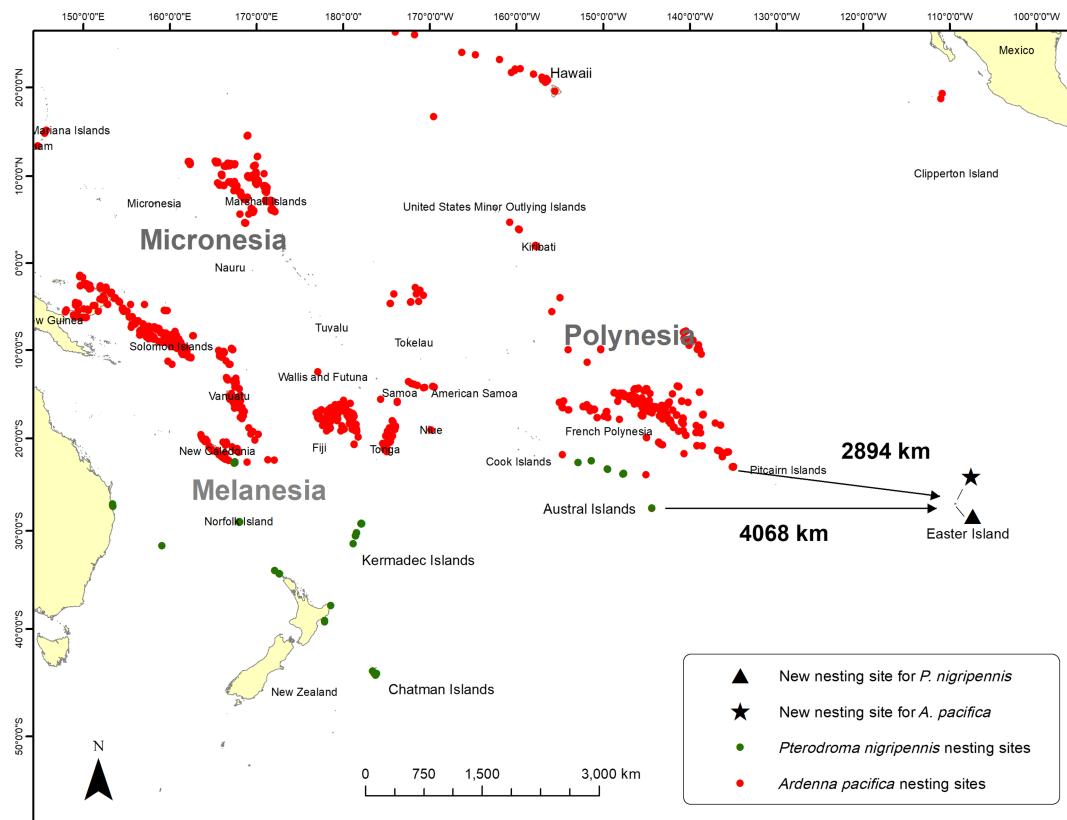 150°0'0"E 160°0'0"E 170°0'0"E 180°0'0" 170°0'0"W 160°0'0"W 150°0'0"W 140°0'0"W 130°0'0"W 120°0'0"W 110°0'0"W 100°0'0"W
20°0'0"N
10°0'0"N
0°0'0"
10°0'0"S
20°0'0"S
30°0'0"S
40°0'0"S
50°0'0"S
Mexico
Hawaii
Mariana Islands
am
Clipperton Island
Micronesia
Marshall Islands
United States Minor Outlying Islands
Micronesia
Kiribati
Nauru
w Guinea
Tuvalu
Polynesia
Solomon Islands
Tokelau
Wallis and Futuna
Vanuatu
Samoa
American Samoa
New Caledonia
Fiji
Tonga
Niue
French Polynesia
Cook Islands
Pitcairn Islands
2894 km
Melanesia
Norfolk Island
Austral Islands
4068 km
Easter Island
Kermadec Islands
New Zealand
Chatman Islands
N
0 750 1,500 3,000 km
New nesting site for P. nigripennis
New nesting site for A. pacifica
Pterodroma nigripennis nesting sites
Ardenna pacifica nesting sites